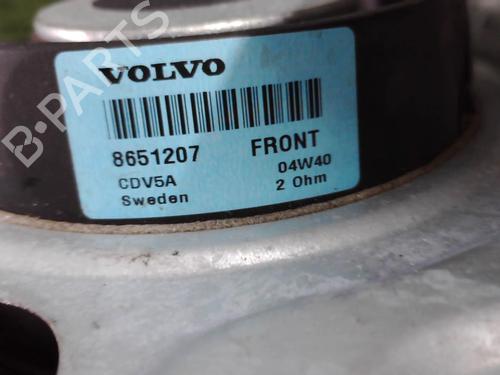 B-PARTS
VOLVO
8651207 FRONT
CDV5A 04W40
Sweden 2 Ohm